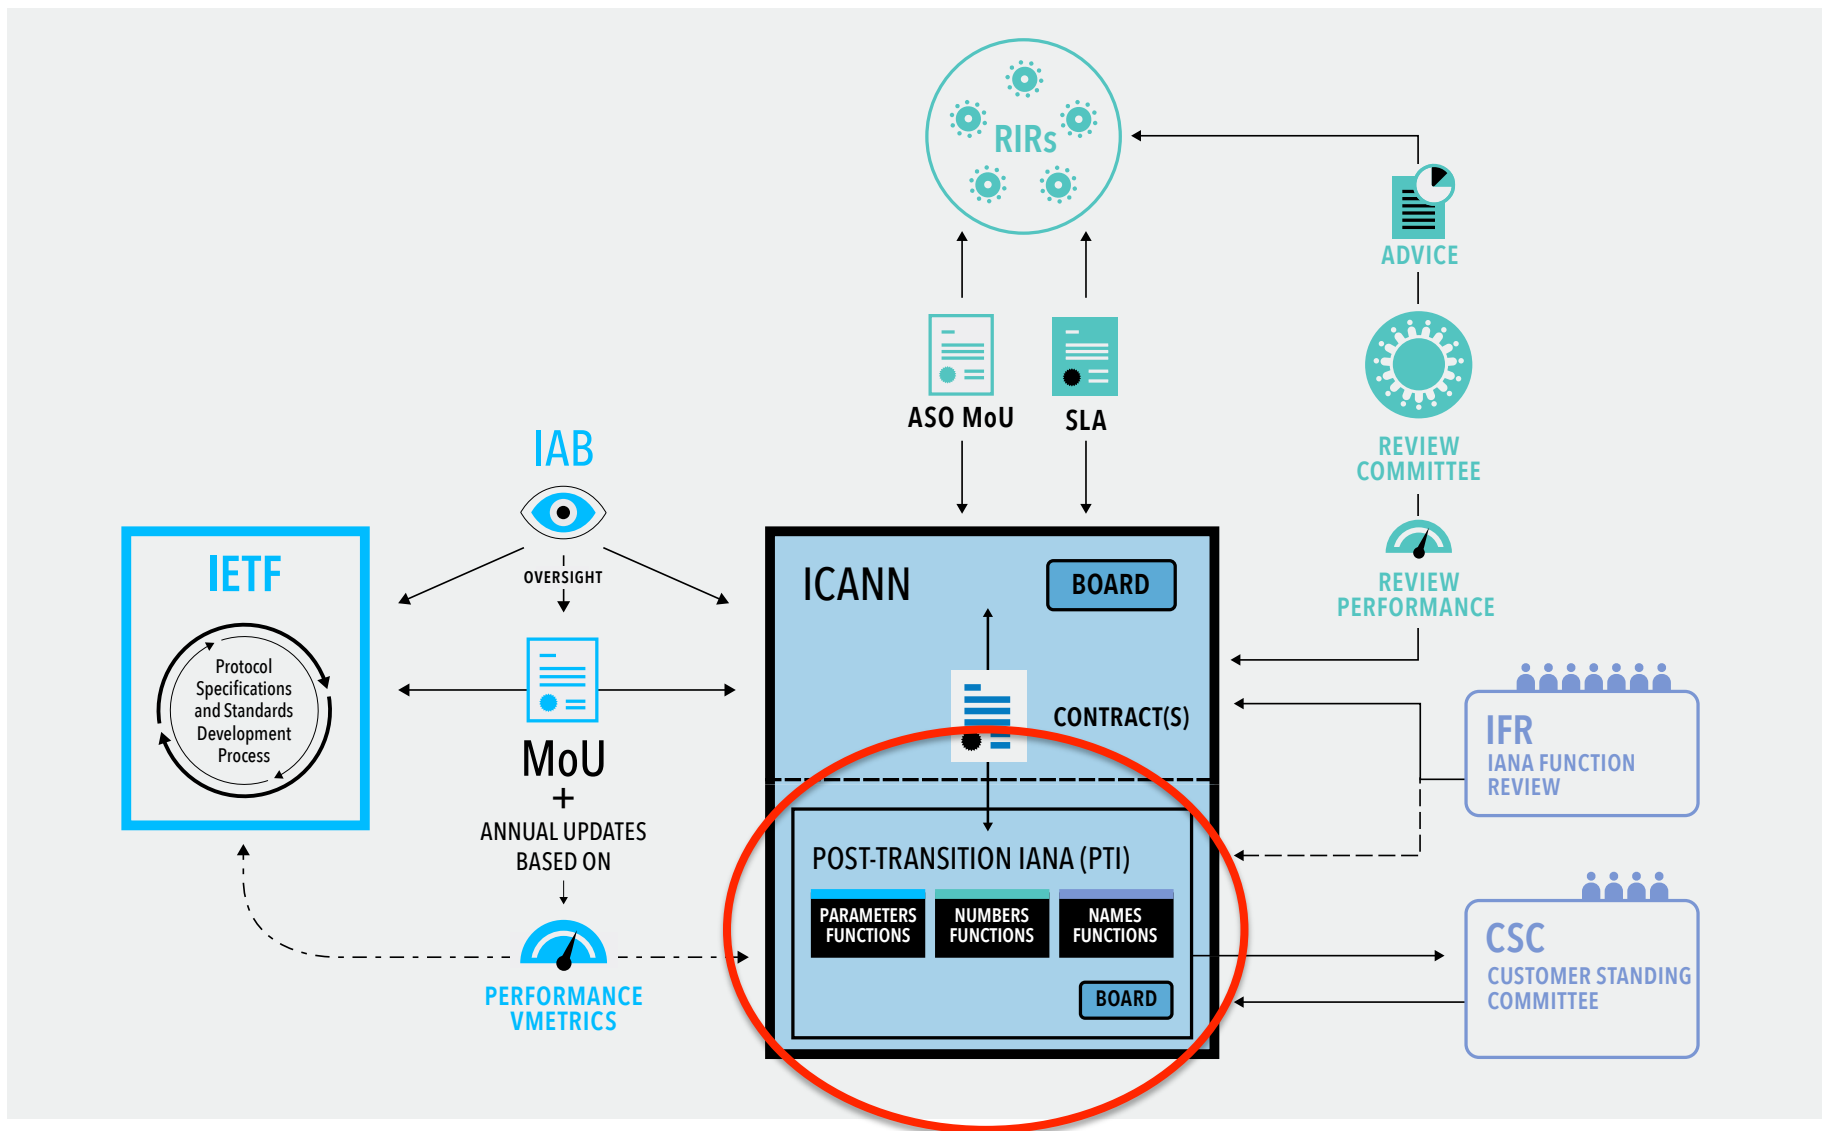 RIRs
ADVICE
ASO MoU
SLA
REVIEW
COMMITTEE
REVIEW
PERFORMANCE
IAB
OVERSIGHT
IETF
Protocol
Specifications
and Standards
Development
Process
MoU
+
ANNUAL UPDATES
BASED ON
PERFORMANCE
VMETRICS
ICANN
BOARD
CONTRACT(S)
POST-TRANSITION IANA (PTI)
PARAMETERS
FUNCTIONS
NUMBERS
FUNCTIONS
NAMES
FUNCTIONS
BOARD
IFR
IANA FUNCTION
REVIEW
CSC
CUSTOMER STANDING
COMMITTEE